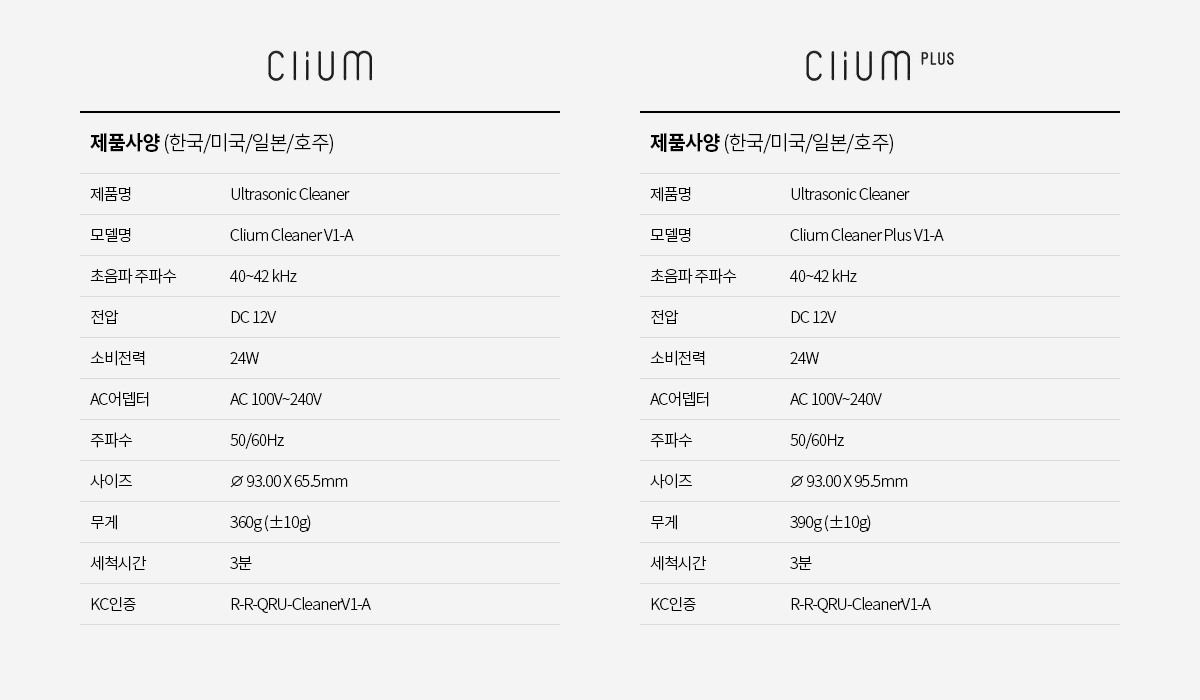 clium
제품사양 (한국/미국/일본/호주)
제품명 Ultrasonic Cleaner
모델명 Clium Cleaner V1-A
초음파 주파수 40~42 kHz
전압 DC 12V
소비전력 24W
AC어뎁터 AC 100V~240V
주파수 50/60Hz
사이즈 ∅ 93.00 X 65.5mm
무게 360g (±10g)
세척시간 3분
KC인증 R-R-QRU-CleanerV1-A
clium PLUS
제품사양 (한국/미국/일본/호주)
제품명 Ultrasonic Cleaner
모델명 Clium Cleaner Plus V1-A
초음파 주파수 40~42 kHz
전압 DC 12V
소비전력 24W
AC어뎁터 AC 100V~240V
주파수 50/60Hz
사이즈 ∅ 93.00 X 95.5mm
무게 390g (±10g)
세척시간 3분
KC인증 R-R-QRU-CleanerV1-A